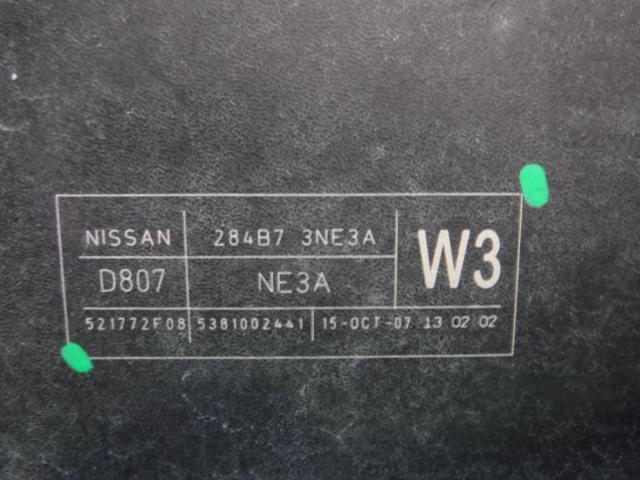 NISSAN 284B7 3NE3A W3
D807 NE3A
521772F08 5381002441 15-OCT-07 13 02 02